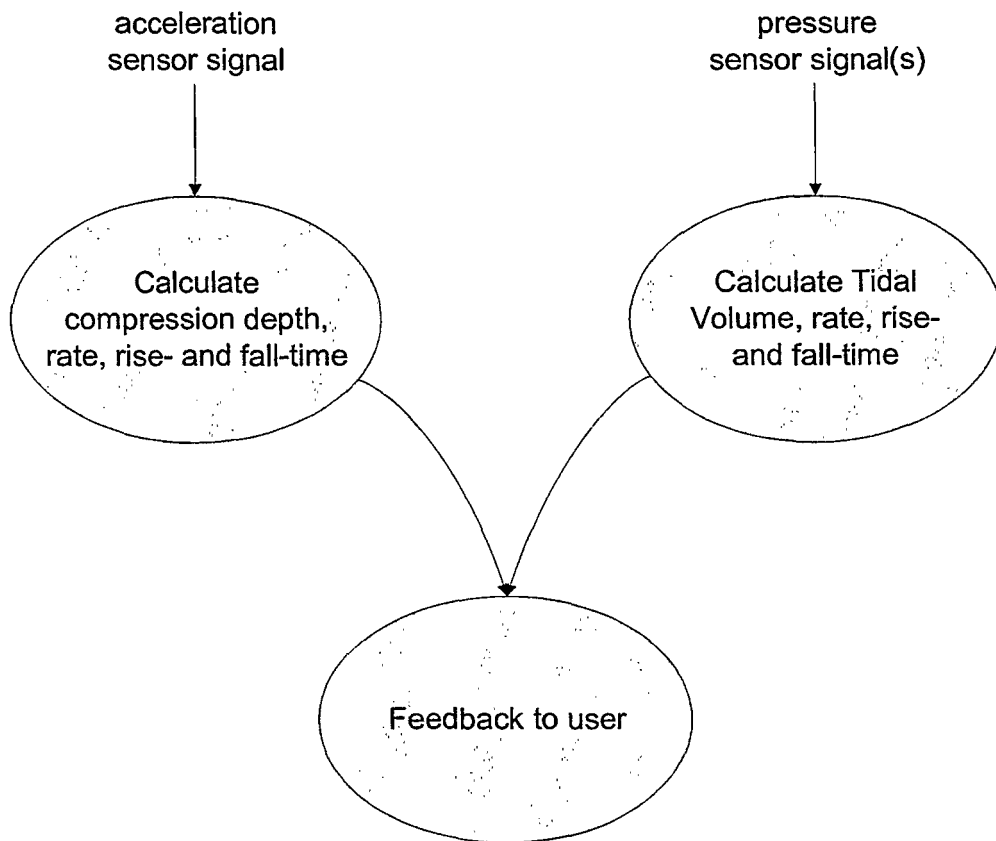 acceleration
sensor signal
pressure
sensor signal(s)
Calculate
compression depth,
rate, rise- and fall-time
Calculate Tidal
Volume, rate, rise-
and fall-time
Feedback to user